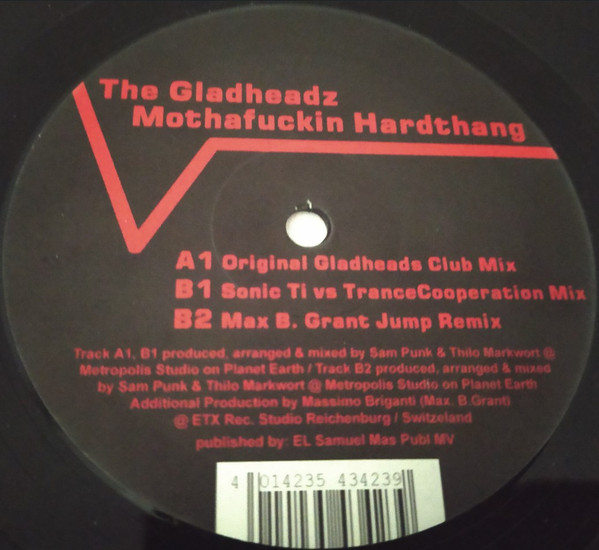 The Gladheadz
Mothafuckin Hardthang
A1 Original Gladheads Club Mix
B1 Sonic Ti vs TranceCooperation Mix
B2 Max B. Grant Jump Remix
Track A1, B1 produced, arranged & mixed by Sam Punk & Thilo Markwort @
Metropolis Studio on Planet Earth / Track B2 produced, arranged & mixed
by Sam Punk & Thilo Markwort @ Metropolis Studio on Planet Earth
Additional Production by Massimo Briganti (Max. B.Grant)
@ ETX Rec. Studio Reichenburg / Switzeland
published by: EL Samuel Mas Publ MV
4 014235 434239